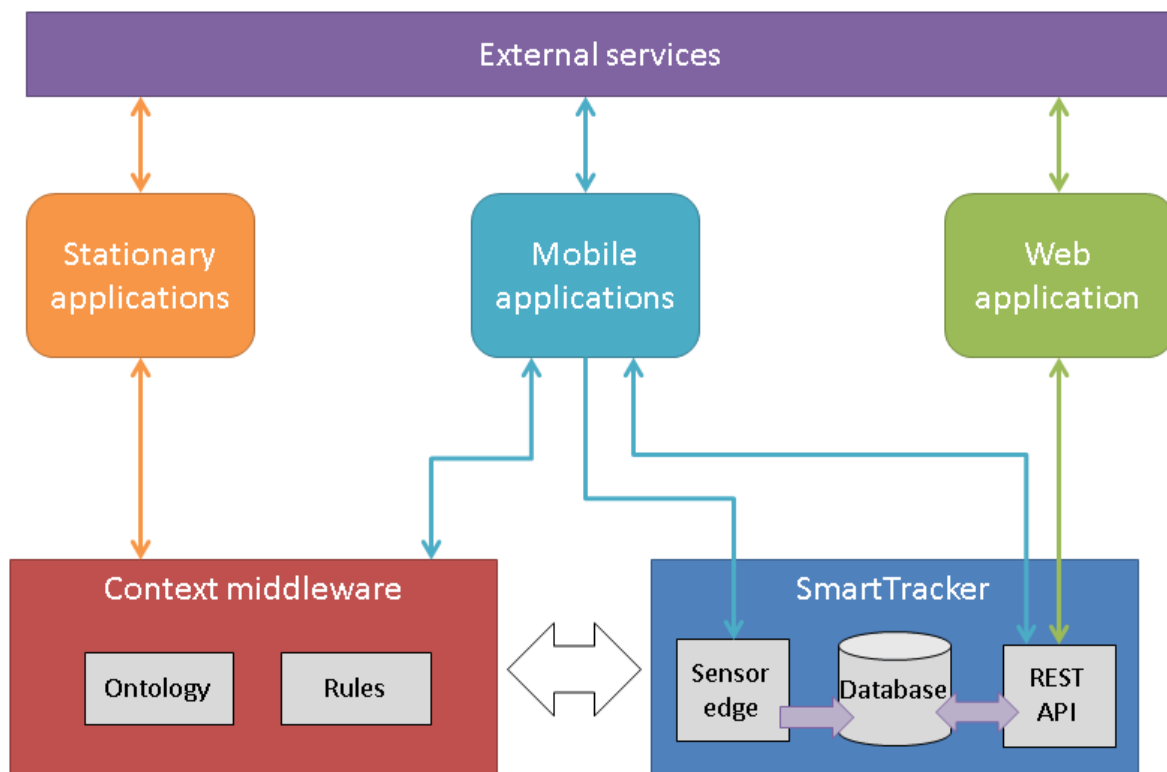 External services
Stationary
applications
Mobile
applications
Web
application
Context middleware
SmartTracker
Ontology
Rules
Sensor
edge
Database
REST
API